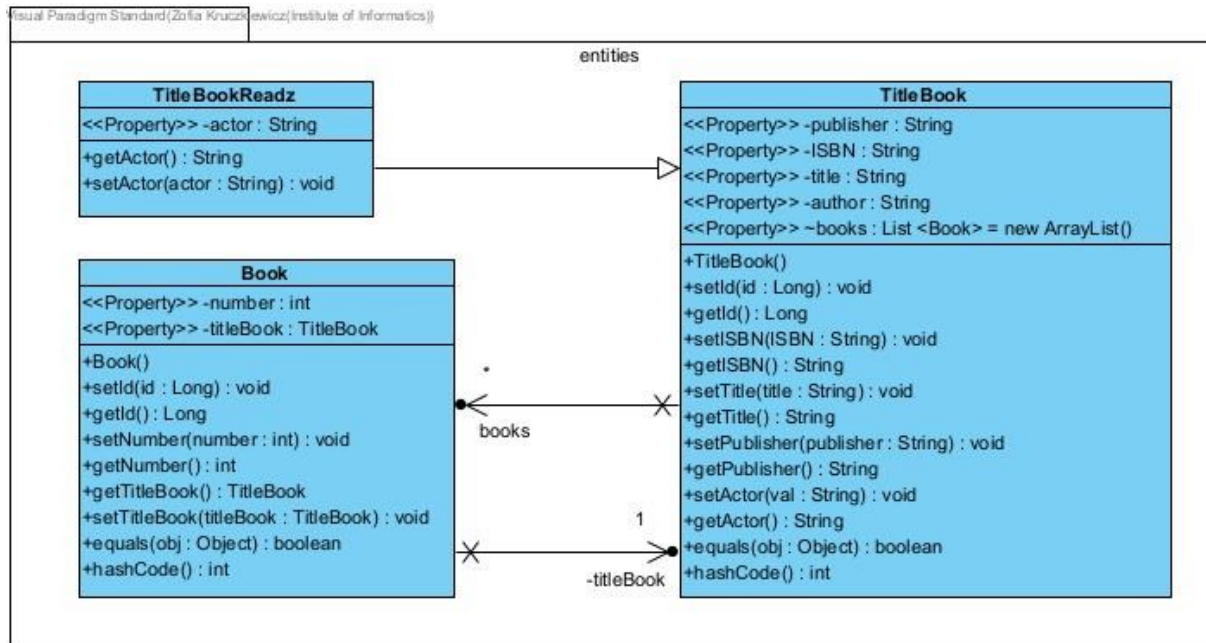 Visual Paradigm Standard(Zofia Kruczkiewicz(Institute of Informatics))
entities
TitleBookReadz
<<Property>> -actor : String
+getActor() : String
+setActor(actor : String) : void
TitleBook
<<Property>> -publisher : String
<<Property>> -ISBN : String
<<Property>> -title : String
<<Property>> -author : String
<<Property>> ~books : List <Book> = new ArrayList()
+TitleBook()
+setId(id : Long) : void
+getId() : Long
+setISBN(ISBN : String) : void
+getISBN() : String
+setTitle(title : String) : void
+getTitle() : String
+setPublisher(publisher : String) : void
+getPublisher() : String
+setActor(val : String) : void
+getActor() : String
+equals(obj : Object) : boolean
+hashCode() : int
Book
<<Property>> -number : int
<<Property>> -titleBook : TitleBook
+Book()
+setId(id : Long) : void
+getId() : Long
+setNumber(number : int) : void
+getNumber() : int
+getTitleBook() : TitleBook
+setTitleBook(titleBook : TitleBook) : void
+equals(obj : Object) : boolean
+hashCode() : int
*
books
1
-titleBook